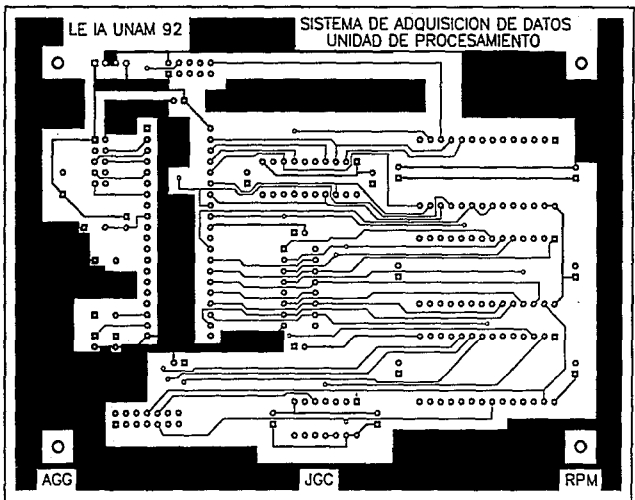 LE IA UNAM 92
SISTEMA DE ADQUISICION DE DATOS
UNIDAD DE PROCESAMIENTO
AGG
JGC
RPM